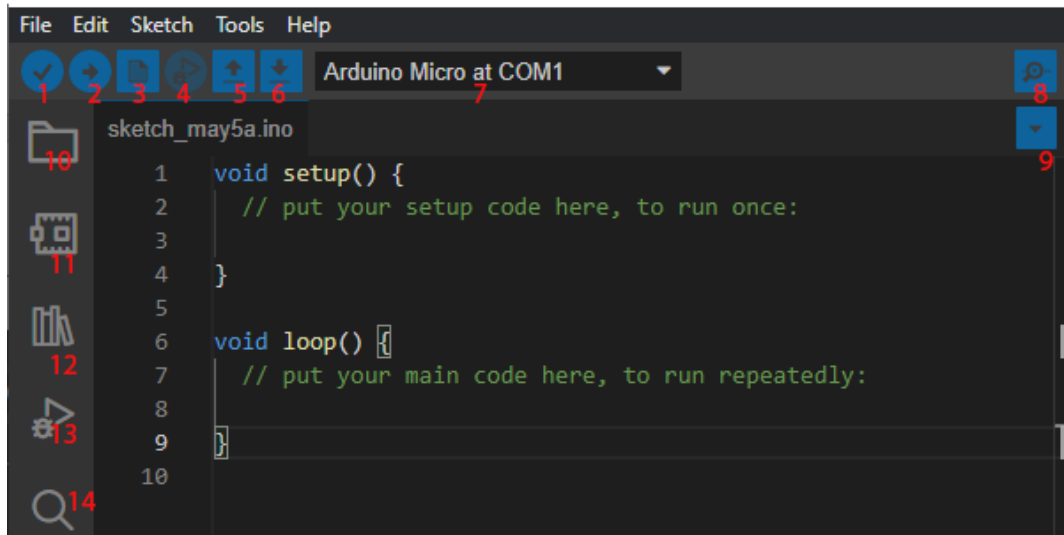 File Edit Sketch Tools Help
Arduino Micro at COM1
1 2 3 4 5 6 7 8
sketch_may5a.ino
9
10
1 void setup() {
2 // put your setup code here, to run once:
3
11
4 }
5
6 void loop() {
12
7 // put your main code here, to run repeatedly:
8
13
9 }
10
14